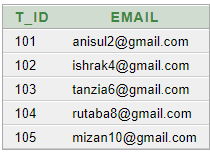 T_ID EMAIL
101 anisul2@gmail.com
102 ishrak4@gmail.com
103 tanzia6@gmail.com
104 rutaba8@gmail.com
105 mizan10@gmail.com